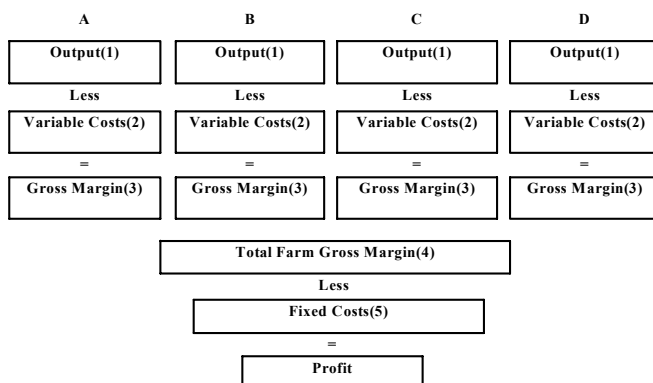 A B C D
Output(1) Output(1) Output(1) Output(1)
Less Less Less Less
Variable Costs(2) Variable Costs(2) Variable Costs(2) Variable Costs(2)
= = = =
Gross Margin(3) Gross Margin(3) Gross Margin(3) Gross Margin(3)
Total Farm Gross Margin(4)
Less
Fixed Costs(5)
=
Profit